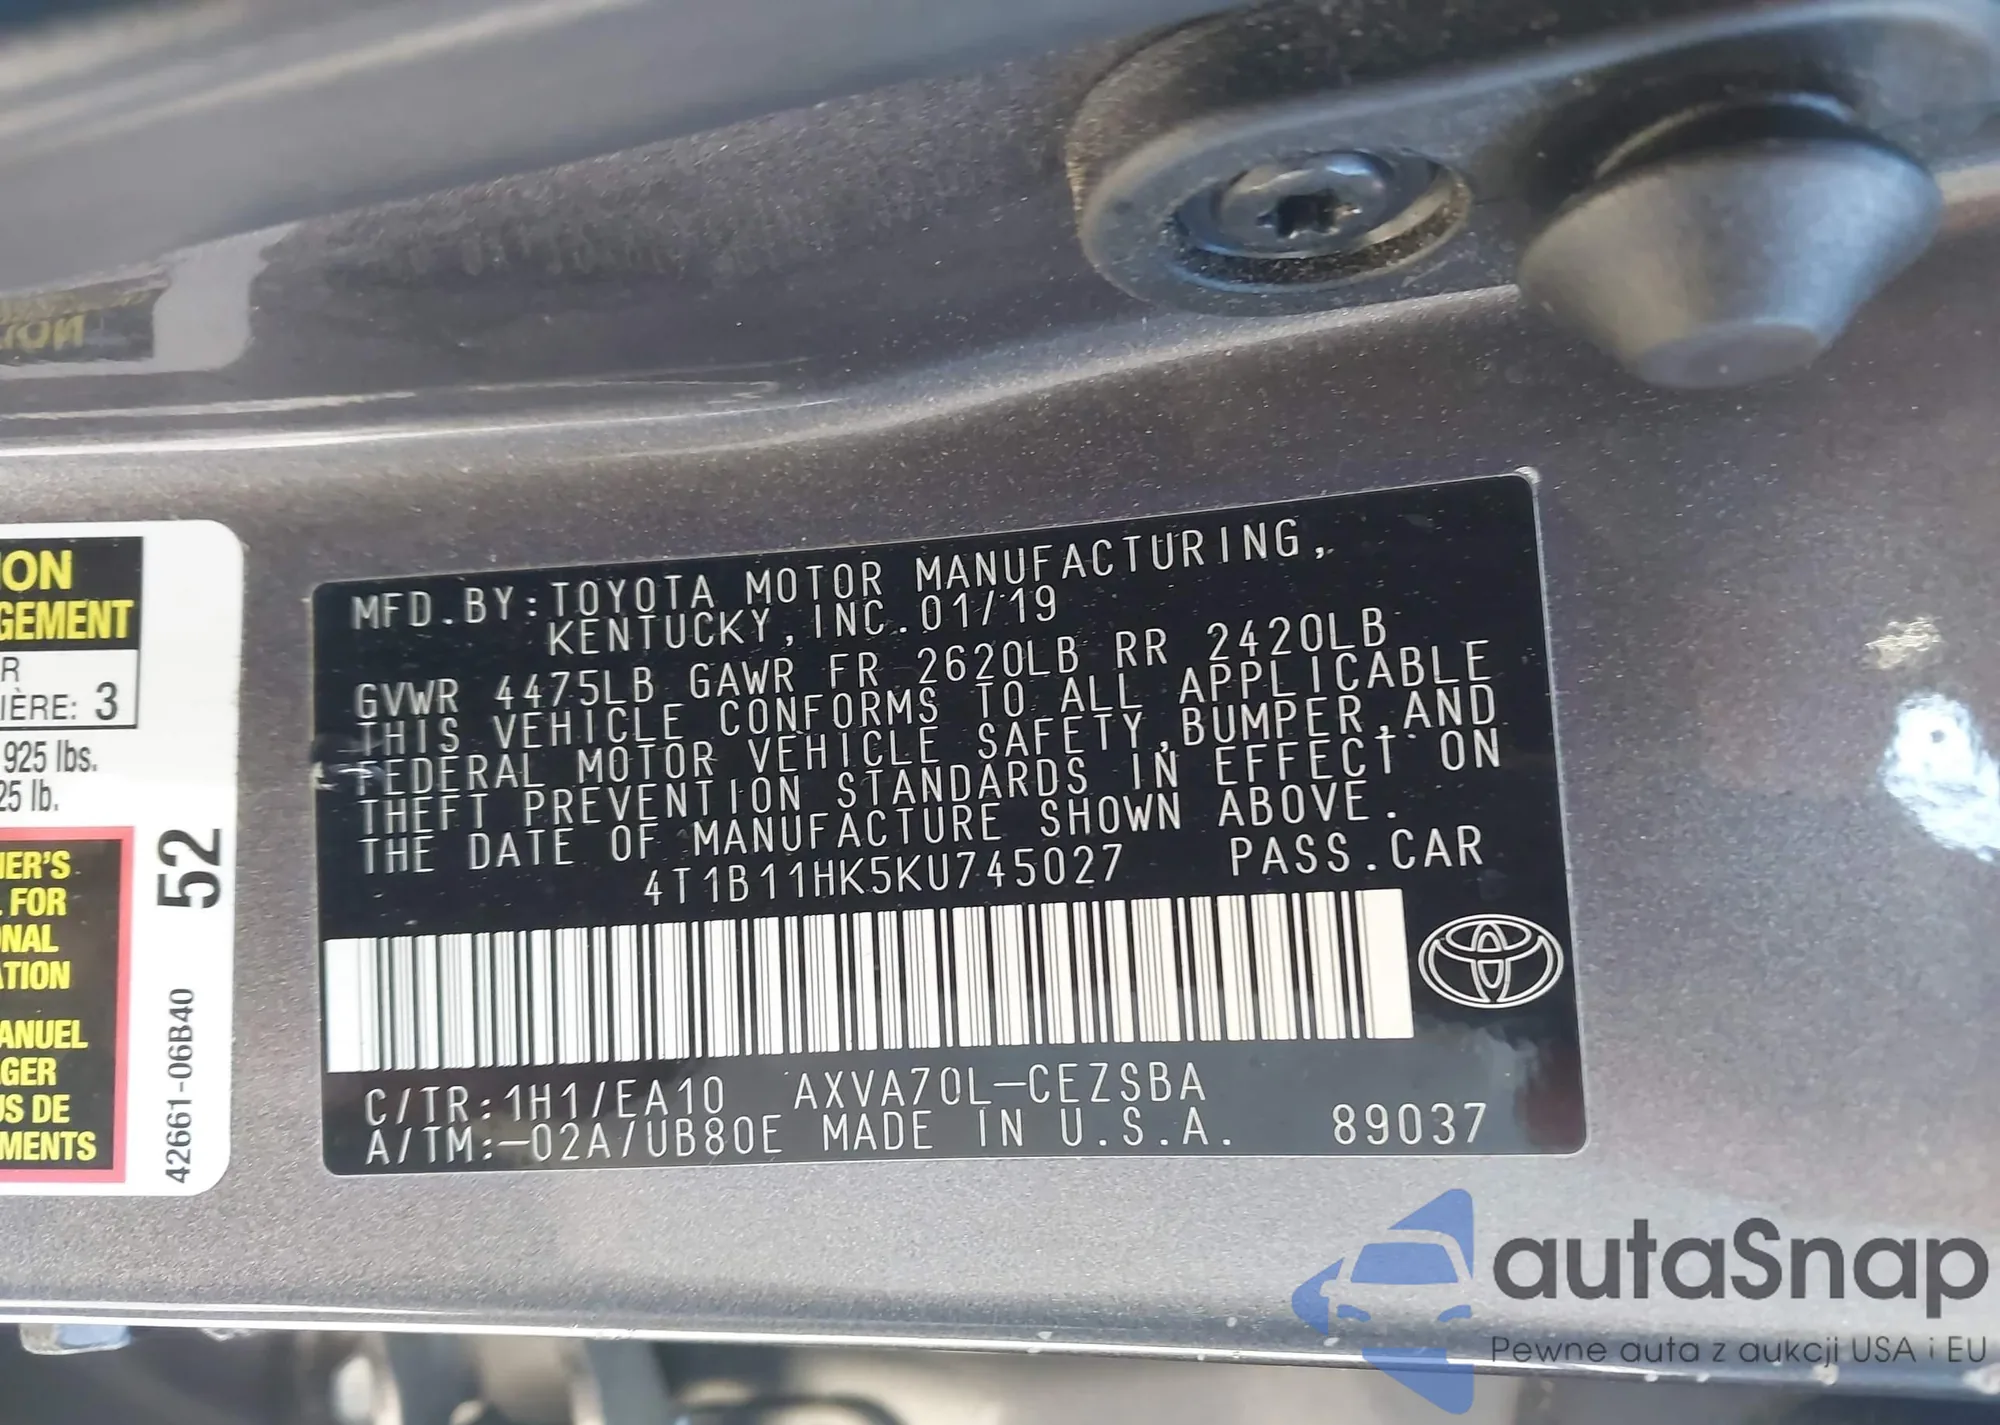 ION
GEMENT
R
IÈRE: 3
925 lbs.
25 lb.
52
42661-06B40
NER'S
FOR
NAL
ATION
ANUEL
GER
US DE
MENTS
MFD.BY:TOYOTA MOTOR MANUFACTURING,
KENTUCKY,INC.01/19
GVWR 4475LB GAWR FR 2620LB RR 2420LB
THIS VEHICLE CONFORMS TO ALL APPLICABLE
FEDERAL MOTOR VEHICLE SAFETY,BUMPER,AND
THEFT PREVENTION STANDARDS IN EFFECT ON
THE DATE OF MANUFACTURE SHOWN ABOVE.
4T1B11HK5KU745027 PASS.CAR
C/TR:1H1/EA10 AXVA70L-CEZSBA
A/TM:-02A/UB80E MADE IN U.S.A. 89037
autaSnap
Pewne auta z aukcji USA i EU